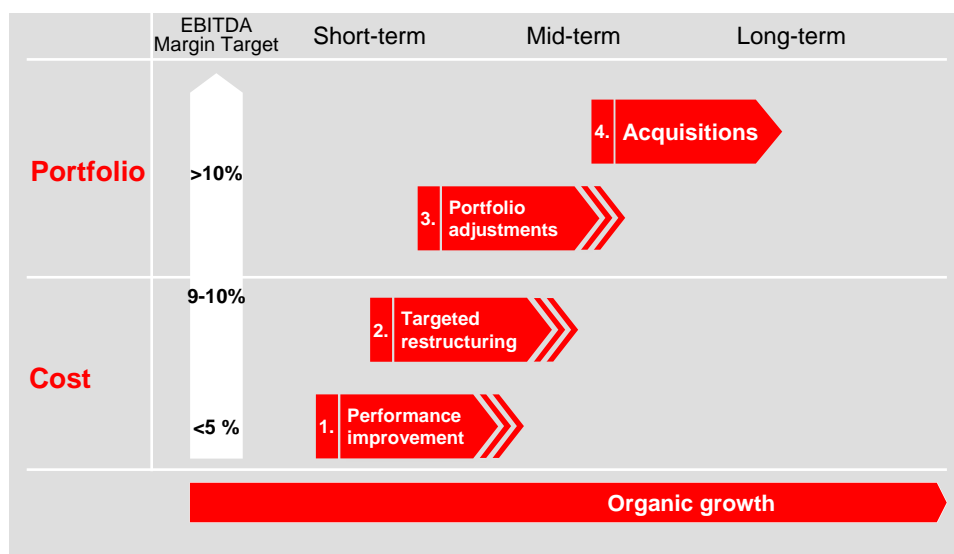 EBITDA
Margin Target
Short-term
Mid-term
Long-term
4. Acquisitions
Portfolio
>10%
3. Portfolio
adjustments
9-10%
2. Targeted
restructuring
Cost
<5 %
1. Performance
improvement
Organic growth